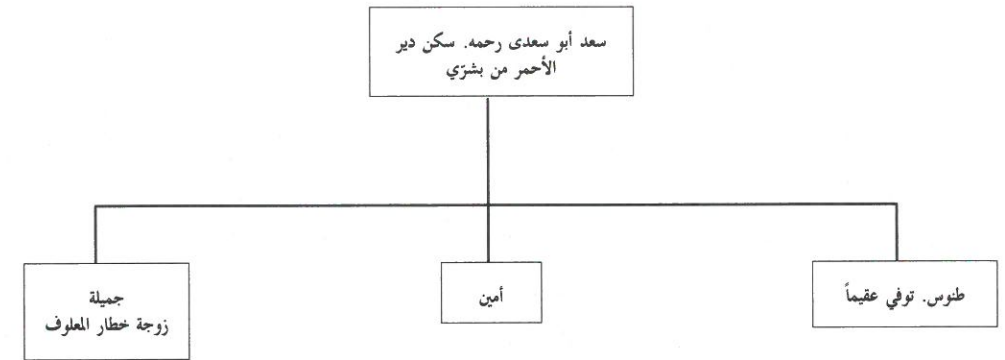 سعد أبو سعدى رحمه. سكن دير
الأحمر من بشرّي
طنوس. توفي عقيماً
أمين
جميلة
زوجة خطار المعلوف